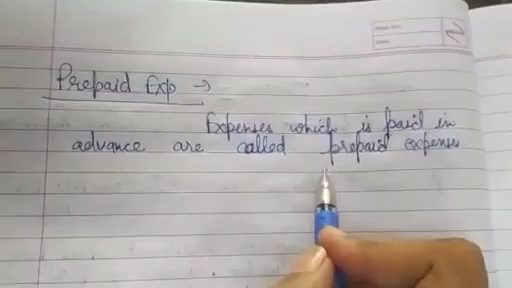 Prepaid Exp →
Expenses which is paid in
advance are called prepaid expenses